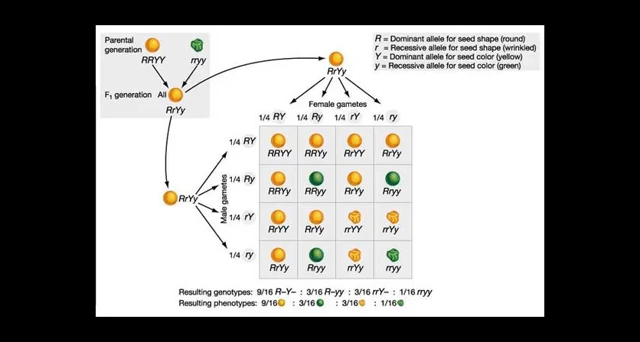 Parental
generation
RRYY rryy
F1 generation All
RrYy
RrYy
R = Dominant allele for seed shape (round)
r = Recessive allele for seed shape (wrinkled)
Y = Dominant allele for seed color (yellow)
y = Recessive allele for seed color (green)
Female gametes
1/4 RY 1/4 Ry 1/4 rY 1/4 ry
Male gametes
RrYy
1/4 RY
RRYY RRYy RrYY RrYy
1/4 Ry
RRYy RRyy RrYy Rryy
1/4 rY
RrYY RrYy rrYY rrYy
1/4 ry
RrYy Rryy rrYy rryy
Resulting genotypes: 9/16 R–Y– : 3/16 R–yy : 3/16 rrY– : 1/16 rryy
Resulting phenotypes: 9/16 : 3/16 : 3/16 : 1/16